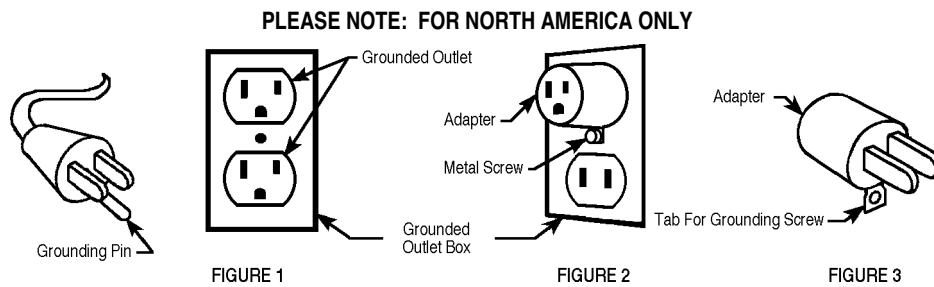 PLEASE NOTE: FOR NORTH AMERICA ONLY
Grounded Outlet
Adapter
Metal Screw
Adapter
Tab For Grounding Screw
Grounding Pin
Grounded
Outlet Box
FIGURE 1
FIGURE 2
FIGURE 3